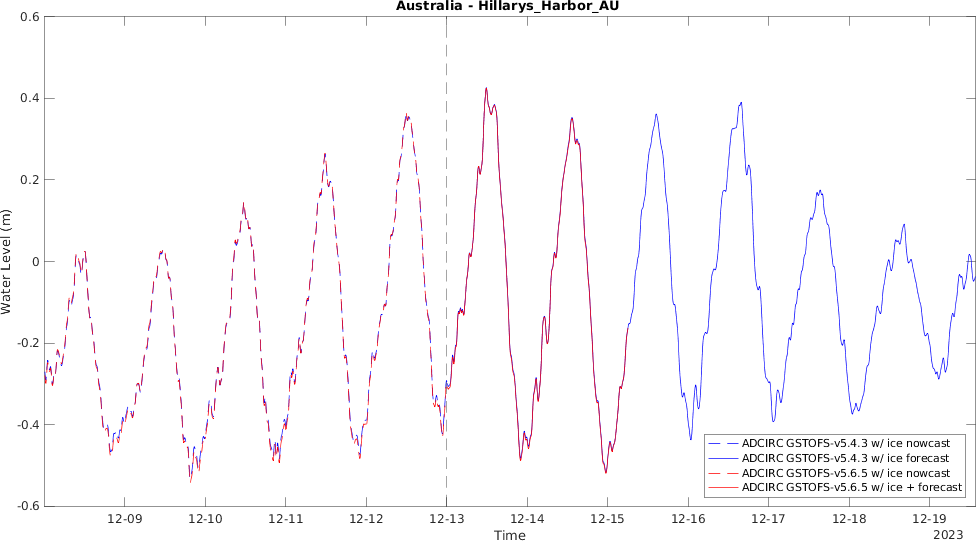 Australia - Hillarys_Harbor_AU
Water Level (m)
0.6
0.4
0.2
0
-0.2
-0.4
-0.6
ADCIRC GSTOFS-v5.4.3 w/ ice nowcast
ADCIRC GSTOFS-v5.4.3 w/ ice forecast
ADCIRC GSTOFS-v5.6.5 w/ ice nowcast
ADCIRC GSTOFS-v5.6.5 w/ ice + forecast
12-09 12-10 12-11 12-12 12-13 12-14 12-15 12-16 12-17 12-18 12-19
Time
2023